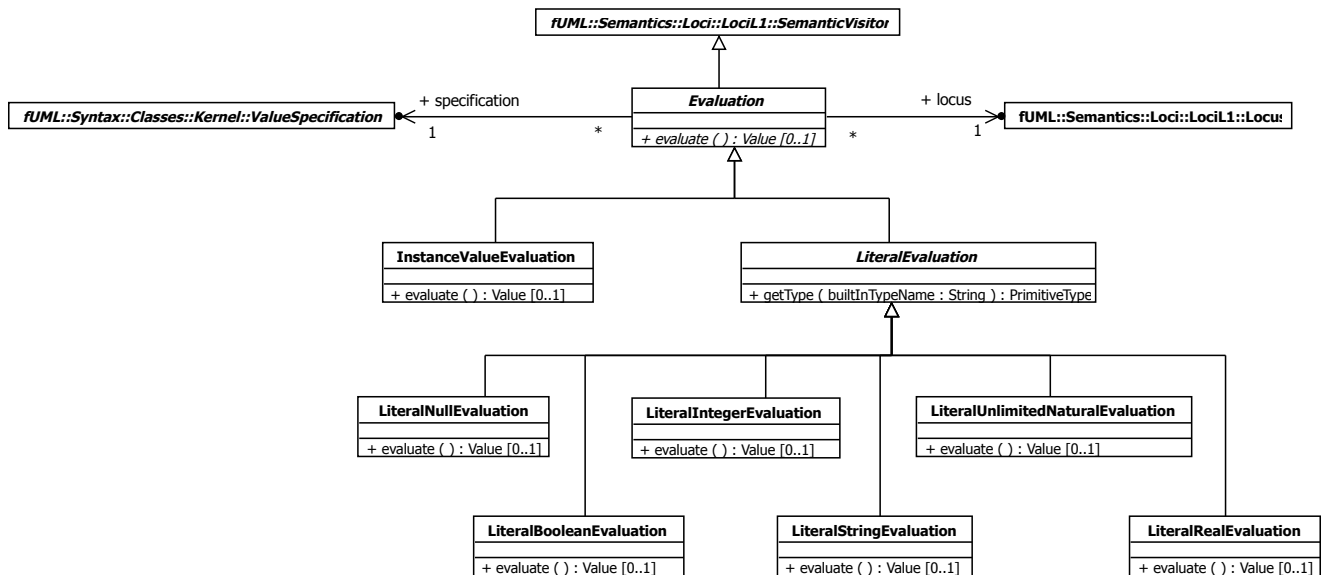 fUML::Semantics::Loci::LociL1::SemanticVisitor
+ specification
Evaluation
+ locus
fUML::Syntax::Classes::Kernel::ValueSpecification
1
*
+ evaluate ( ) : Value [0..1]
*
1
fUML::Semantics::Loci::LociL1::Locus
InstanceValueEvaluation
LiteralEvaluation
+ evaluate ( ) : Value [0..1]
+ getType ( builtInTypeName : String ) : PrimitiveType
LiteralNullEvaluation
LiteralIntegerEvaluation
LiteralUnlimitedNaturalEvaluation
+ evaluate ( ) : Value [0..1]
+ evaluate ( ) : Value [0..1]
+ evaluate ( ) : Value [0..1]
LiteralBooleanEvaluation
LiteralStringEvaluation
LiteralRealEvaluation
+ evaluate ( ) : Value [0..1]
+ evaluate ( ) : Value [0..1]
+ evaluate ( ) : Value [0..1]